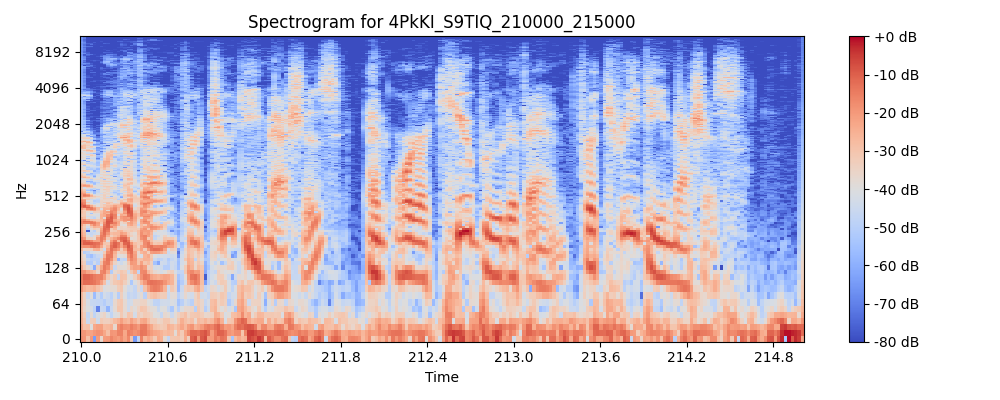 Spectrogram for 4PkKI_S9TIQ_210000_215000
8192
4096
2048
1024
512
256
128
64
0
Hz
210.0 210.6 211.2 211.8 212.4 213.0 213.6 214.2 214.8
Time
+0 dB
-10 dB
-20 dB
-30 dB
-40 dB
-50 dB
-60 dB
-70 dB
-80 dB